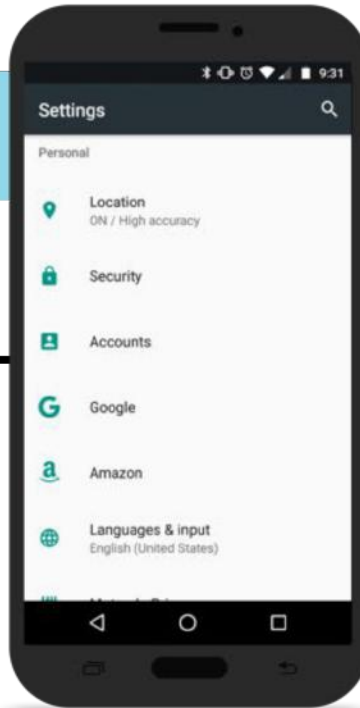 9:31
Settings
Personal
Location
ON / High accuracy
Security
Accounts
Google
Amazon
Languages & input
English (United States)